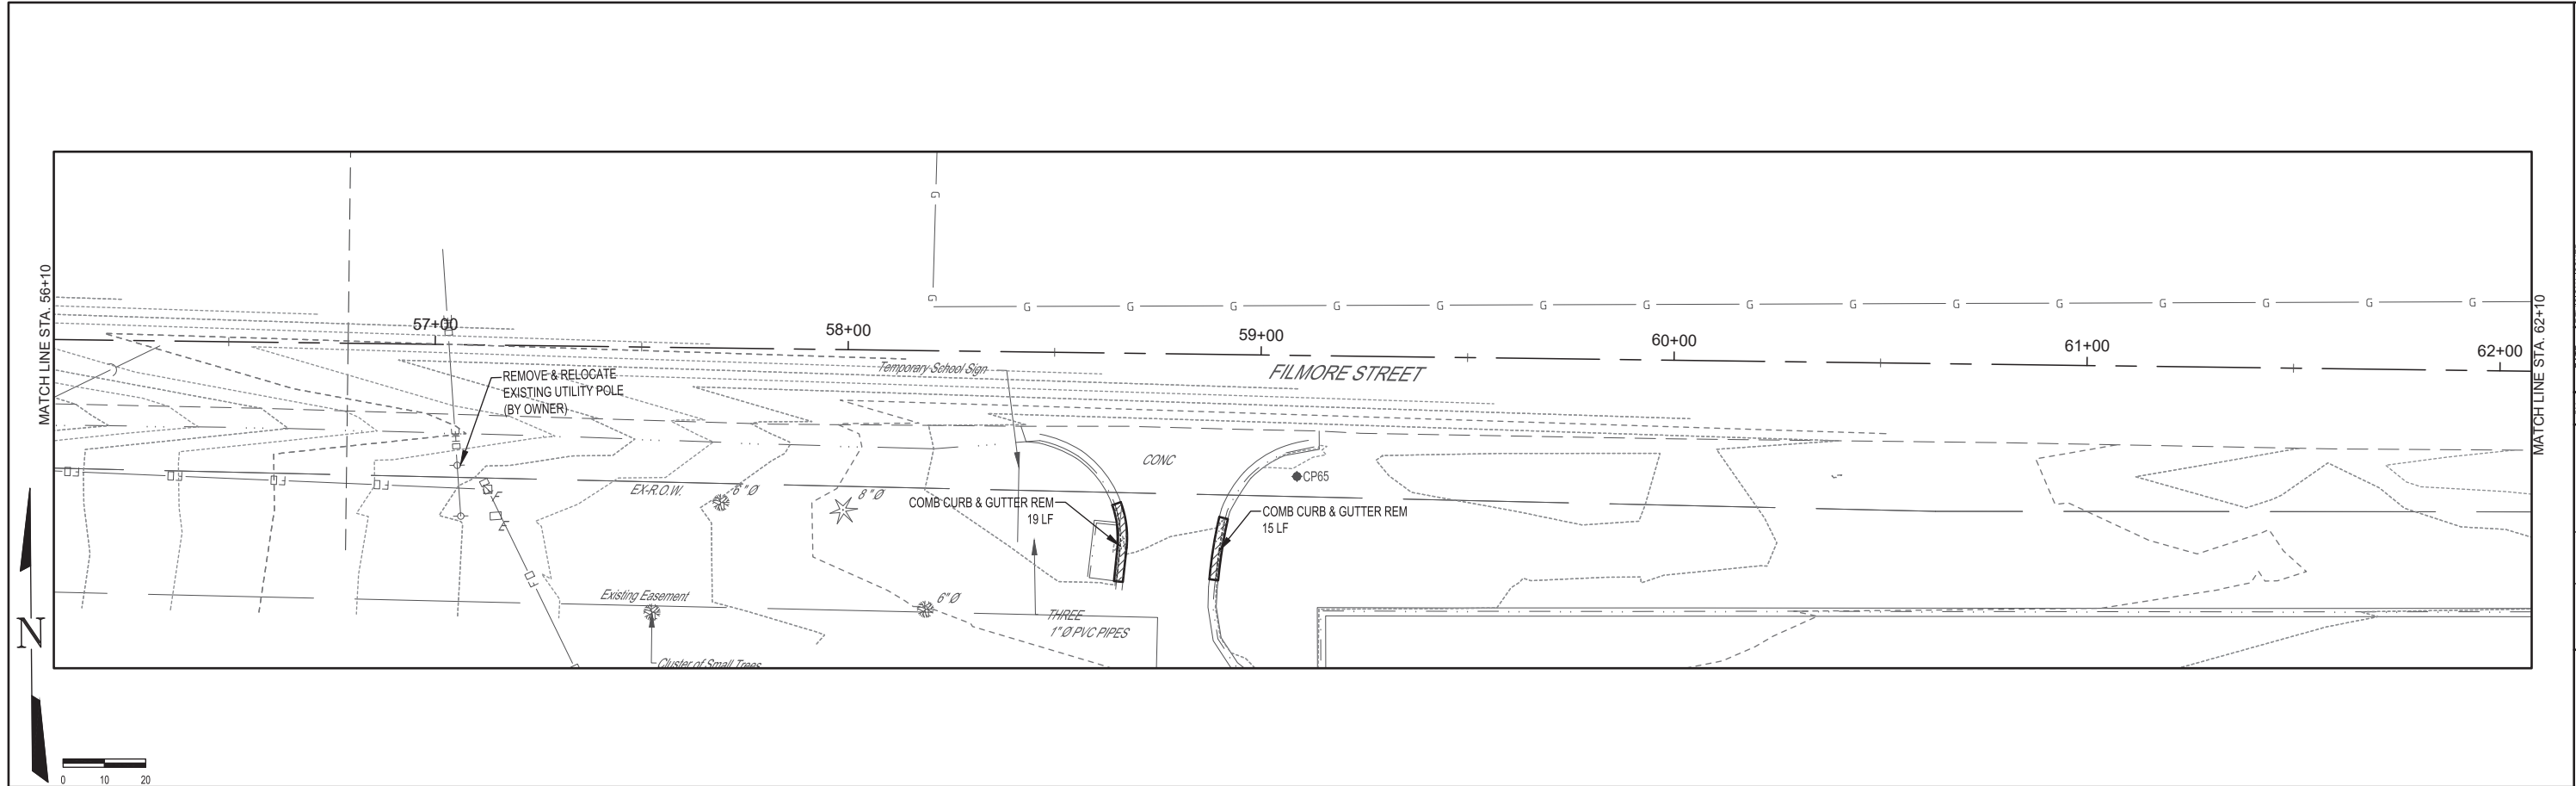 MATCH LINE STA. 56+10
G
G
G G G G G G G G G G G G G G G
57+00
58+00
59+00
60+00
61+00
62+00
MATCH LINE STA. 62+10
REMOVE & RELOCATE
EXISTING UTILITY POLE
(BY OWNER)
Temporary School Sign
FILMORE STREET
CONC
CP65
EX-R.O.W.
6 "Ø
8 "Ø
COMB CURB & GUTTER REM
19 LF
COMB CURB & GUTTER REM
15 LF
Existing Easement
6" Ø
THREE
1" Ø PVC PIPES
Cluster of Small Trees
N
0 10 20